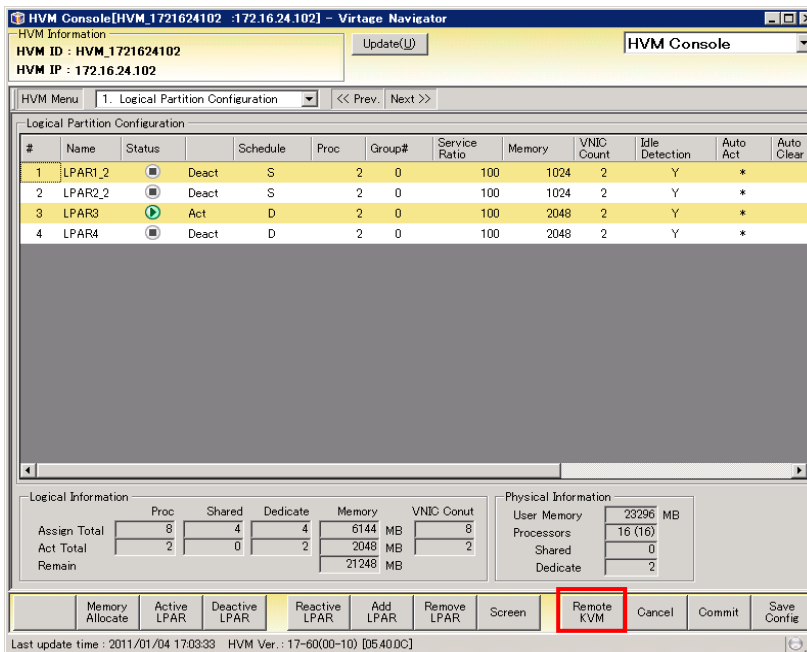 HVM Console[HVM_1721624102 :172.16.24.102] - Virtage Navigator
HVM Information
HVM ID : HVM_1721624102
HVM IP : 172.16.24.102
Update(U)
HVM Console
HVM Menu 1. Logical Partition Configuration << Prev. Next >>
Logical Partition Configuration
# Name Status Schedule Proc Group# Service Ratio Memory VNIC Count Idle Detection Auto Act Auto Clear
1 LPAR1_2 Deact S 2 0 100 1024 2 Y *
2 LPAR2_2 Deact S 2 0 100 1024 2 Y *
3 LPAR3 Act D 2 0 100 2048 2 Y *
4 LPAR4 Deact D 2 0 100 2048 2 Y *
Logical Information
Proc Shared Dedicate Memory VNIC Conut
Assign Total 8 4 4 6144 MB 8
Act Total 2 0 2 2048 MB 2
Remain 21248 MB
Physical Information
User Memory 23296 MB
Processors 16 (16)
Shared 0
Dedicate 2
Memory Allocate Active LPAR Deactive LPAR Reactive LPAR Add LPAR Remove LPAR Screen Remote KVM Cancel Commit Save Config
Last update time : 2011/01/04 17:03:33 HVM Ver. : 17-60(00-10) [05.40.0C]